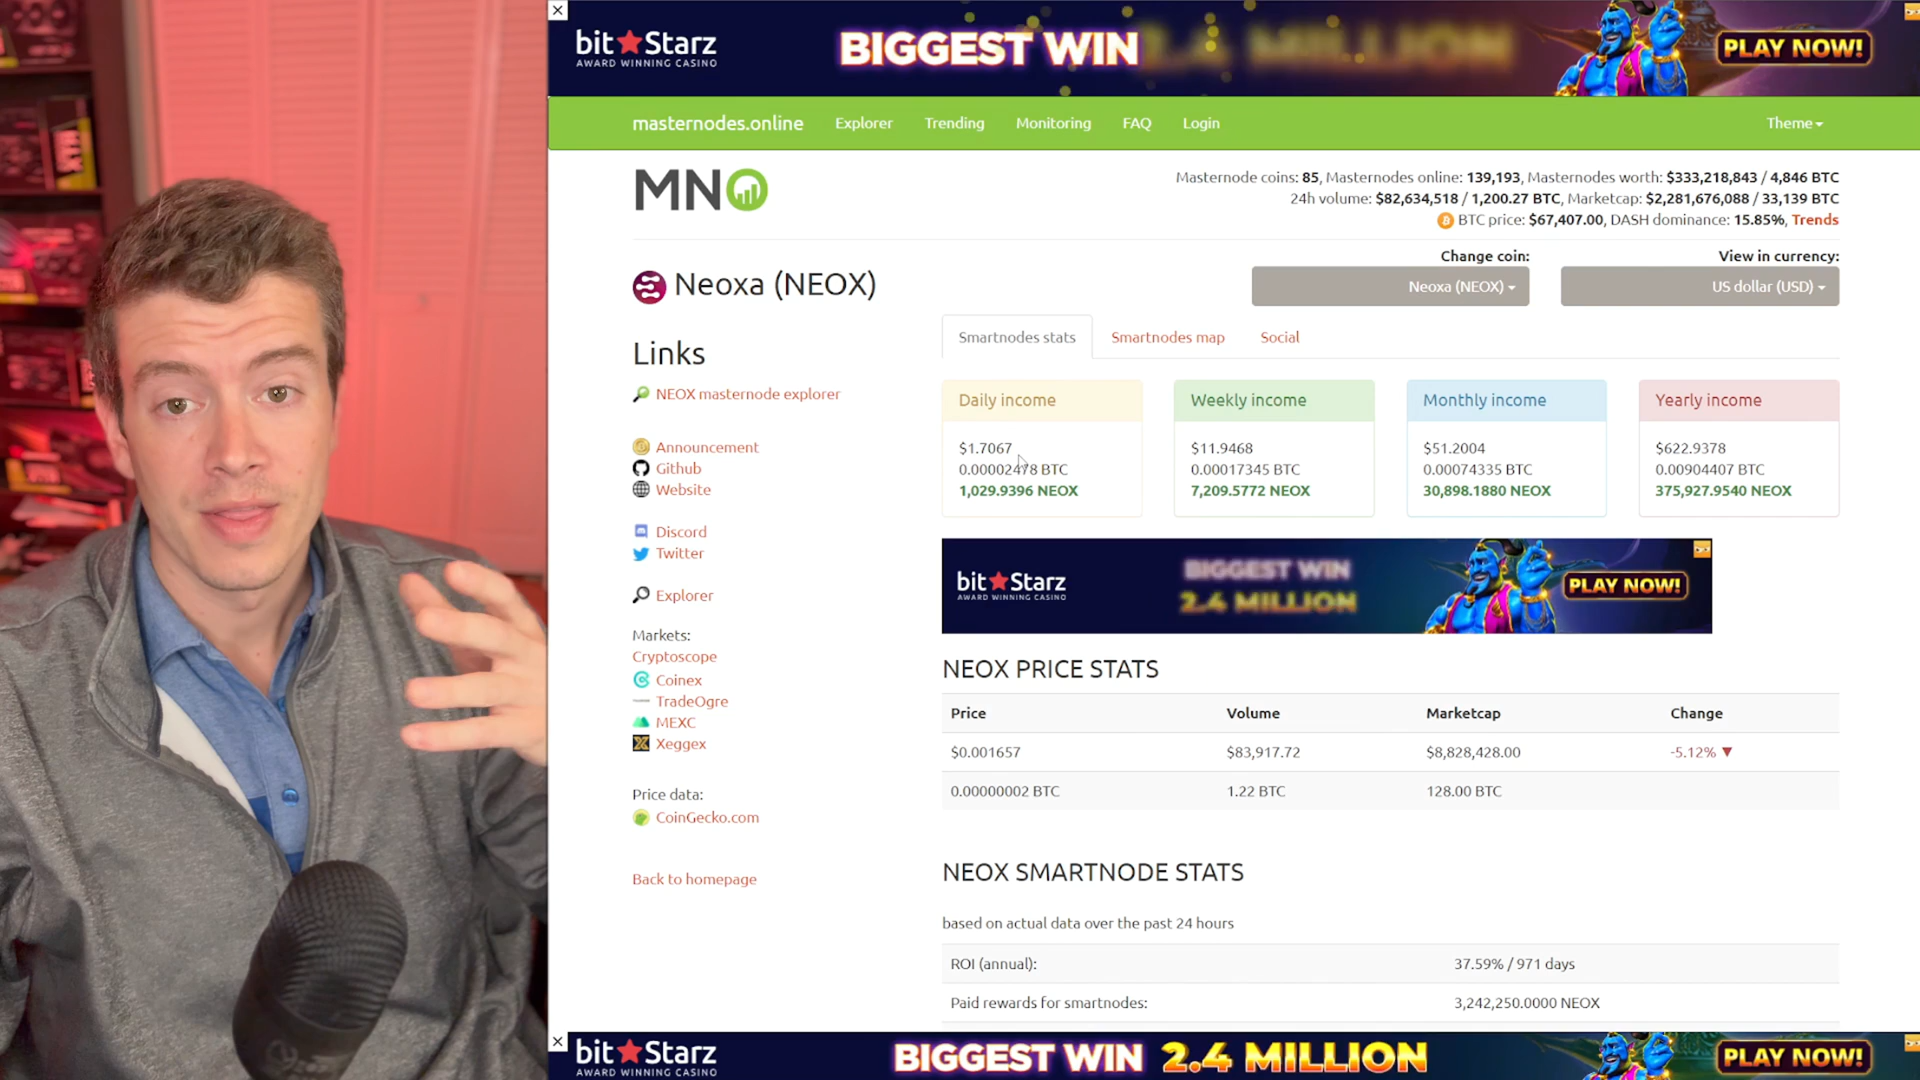 bit★Starz
AWARD WINNING CASINO
BIGGEST WIN
2.4 MILLION
PLAY NOW!
masternodes.online
Explorer
Trending
Monitoring
FAQ
Login
Theme
MNO
Masternode coins: 85, Masternodes online: 139,193, Masternodes worth: $333,218,843 / 4,846 BTC
24h volume: $82,634,518 / 1,200.27 BTC, Marketcap: $2,281,676,088 / 33,139 BTC
BTC price: $67,407.00, DASH dominance: 15.85%, Trends
Neoxa (NEOX)
Change coin:
Neoxa (NEOX)
View in currency:
US dollar (USD)
Links
NEOX masternode explorer
Announcement
Github
Website
Discord
Twitter
Explorer
Markets:
Cryptoscope
Coinex
TradeOgre
MEXC
Xeggex
Price data:
CoinGecko.com
Back to homepage
Smartnodes stats
Smartnodes map
Social
Daily income
$1.7067
0.00002478 BTC
1,029.9396 NEOX
Weekly income
$11.9468
0.00017345 BTC
7,209.5772 NEOX
Monthly income
$51.2004
0.00074335 BTC
30,898.1880 NEOX
Yearly income
$622.9378
0.00904407 BTC
375,927.9540 NEOX
bit★Starz
AWARD WINNING CASINO
BIGGEST WIN
2.4 MILLION
PLAY NOW!
NEOX PRICE STATS
Price Volume Marketcap Change
$0.001657 $83,917.72 $8,828,428.00 -5.12% ▼
0.00000002 BTC 1.22 BTC 128.00 BTC
NEOX SMARTNODE STATS
based on actual data over the past 24 hours
ROI (annual): 37.59% / 971 days
Paid rewards for smartnodes: 3,242,250.0000 NEOX
bit★Starz
AWARD WINNING CASINO
BIGGEST WIN 2.4 MILLION
PLAY NOW!